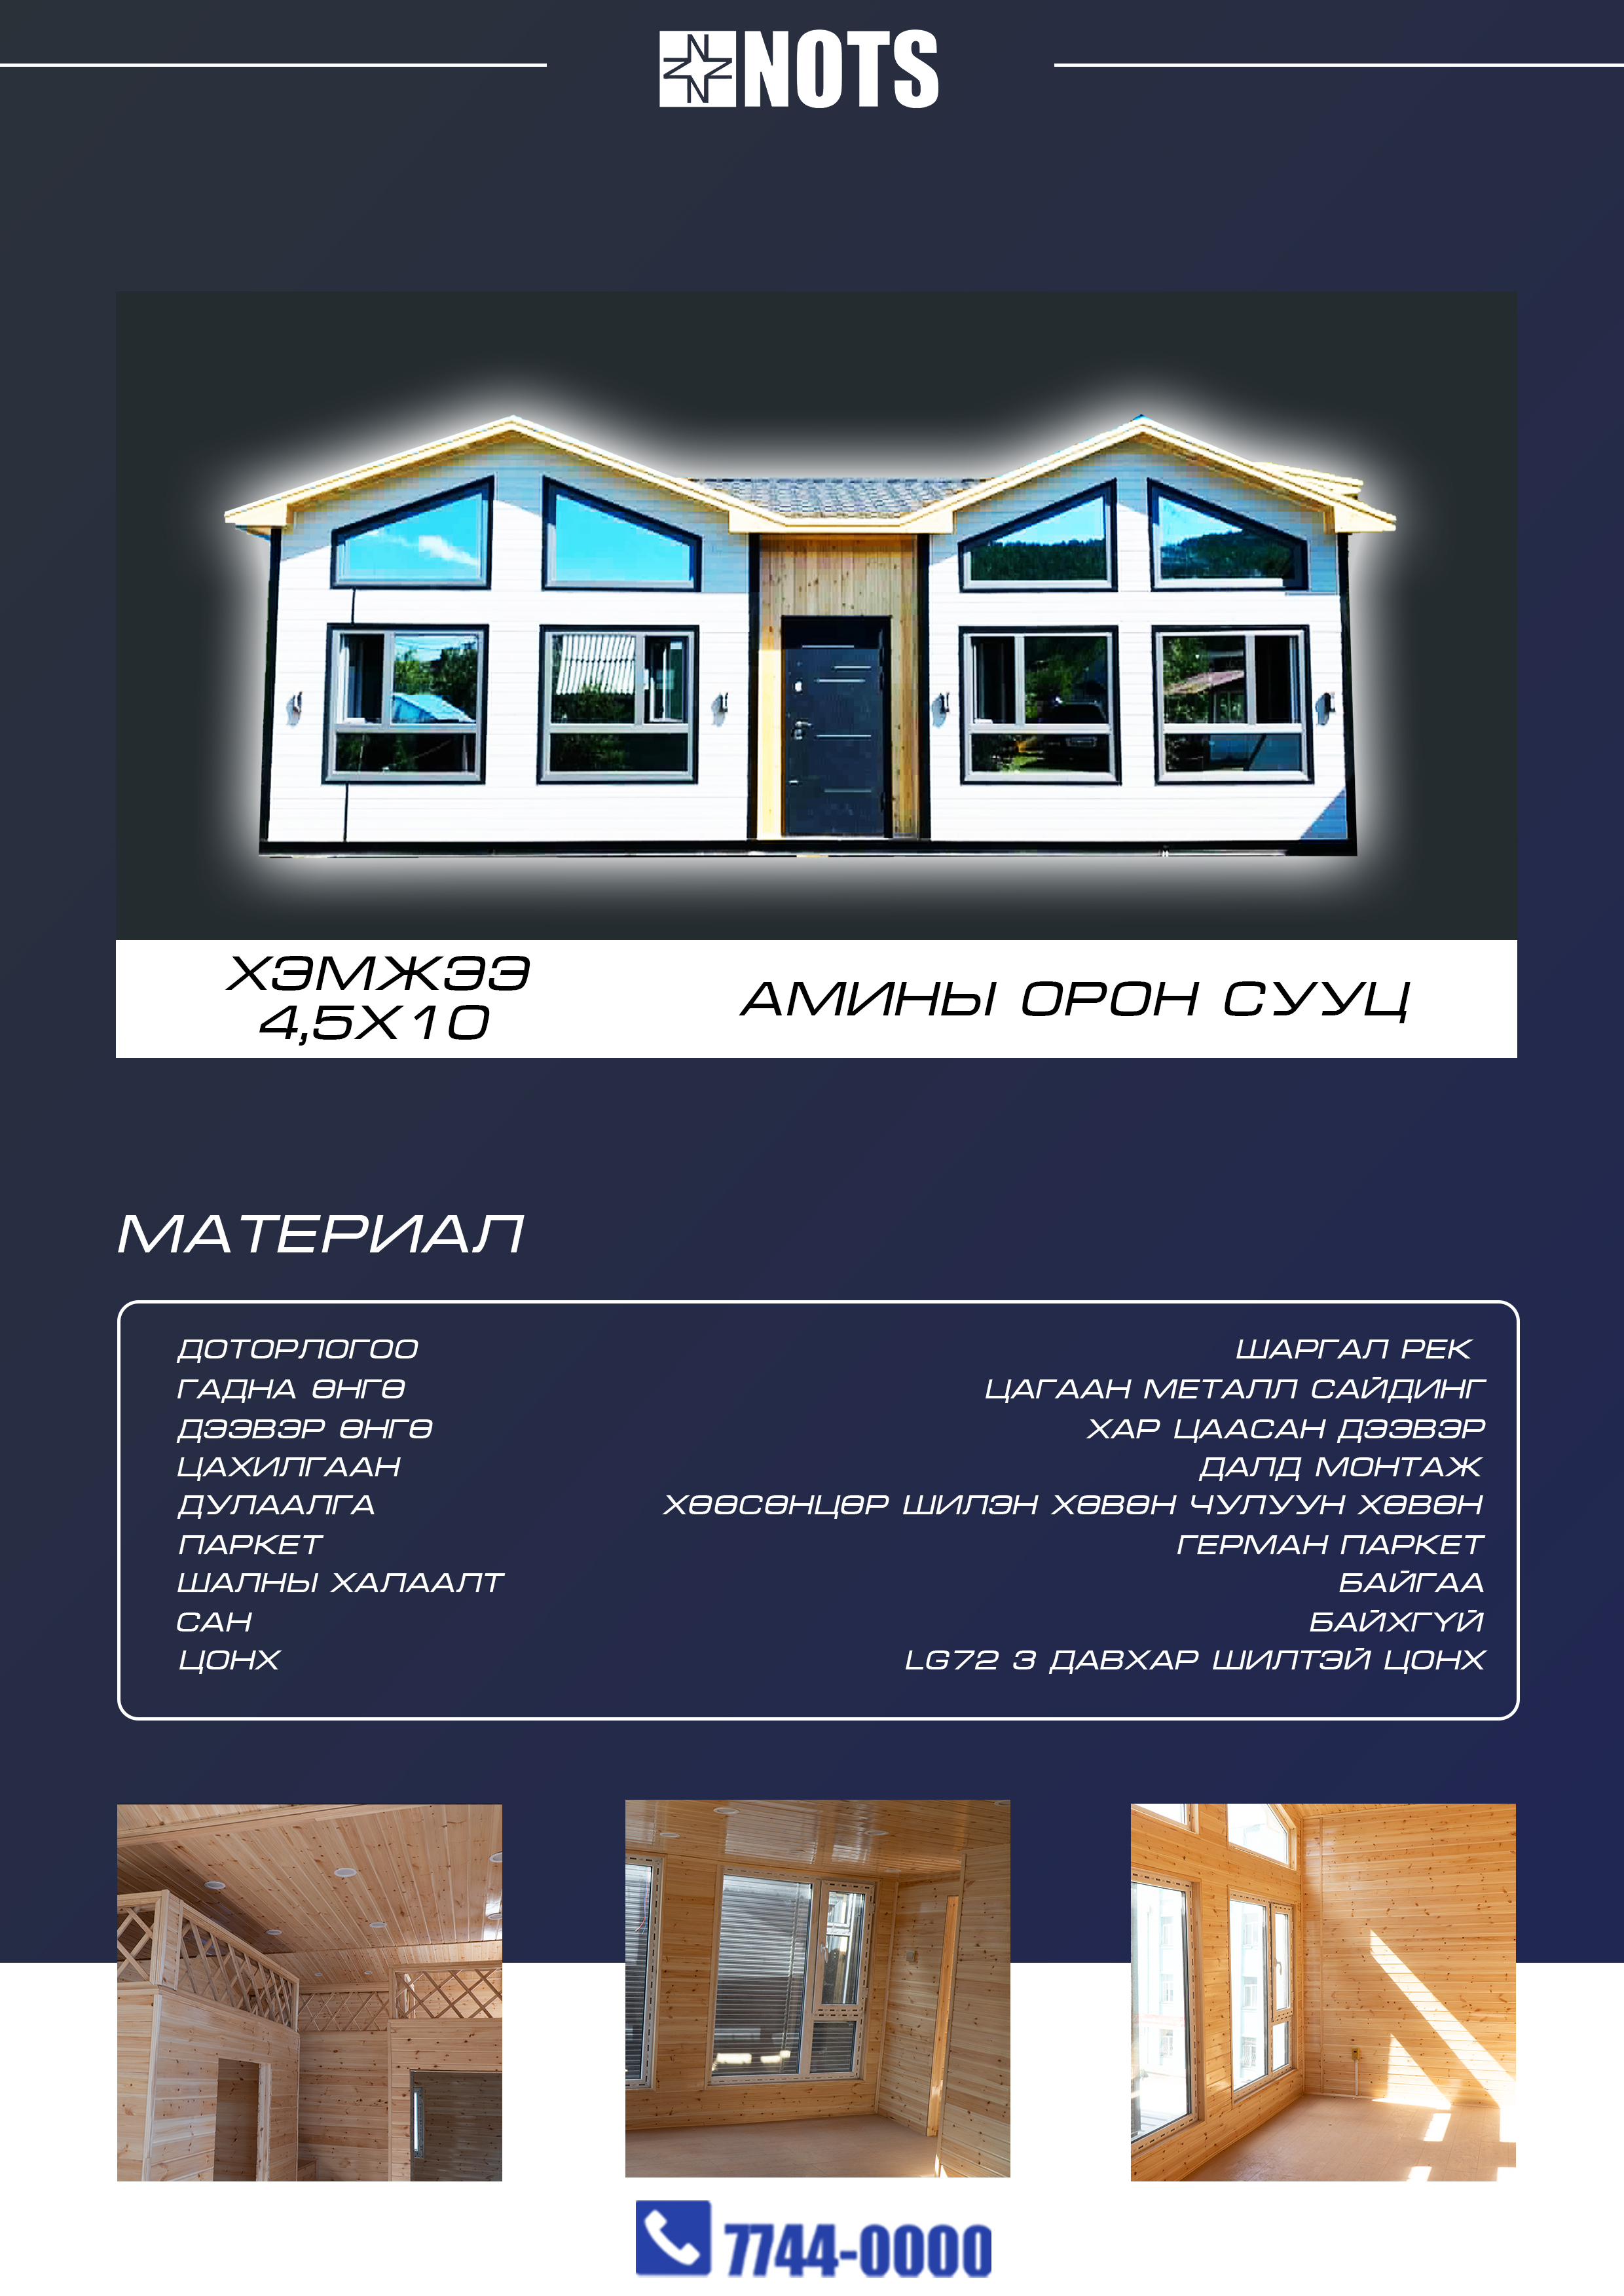 NOTS
ХЭМЖЭЭ
4,5X10
АМИНЫ ОРОН СУУЦ
МАТЕРИАЛ
ДОТОРЛОГОО ШАРГАЛ РЕК
ГАДНА ӨНГӨ ЦАГААН МЕТАЛЛ САЙДИНГ
ДЭЭВЭР ӨНГӨ ХАР ЦААСАН ДЭЭВЭР
ЦАХИЛГААН ДАЛД МОНТАЖ
ДУЛААЛГА ХӨӨСӨНЦӨР ШИЛЭН ХӨВӨН ЧУЛУУН ХӨВӨН
ПАРКЕТ ГЕРМАН ПАРКЕТ
ШАЛНЫ ХАЛААЛТ БАЙГАА
САН БАЙХГҮЙ
ЦОНХ LG72 3 ДАВХАР ШИЛТЭЙ ЦОНХ
7744-0000